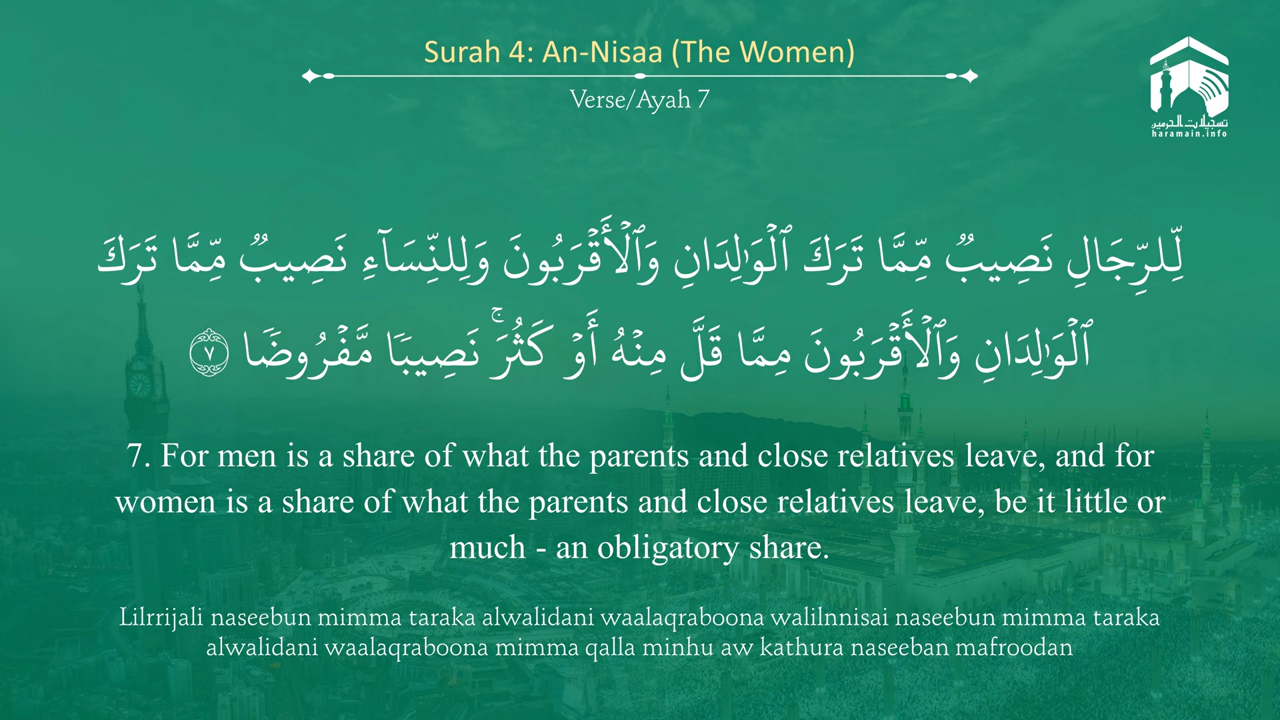 Surah 4: An-Nisaa (The Women)
Verse/Ayah 7
تسجيلات الحرمين
haramain.info
لِّلرِّجَالِ نَصِيبٌ مِّمَّا تَرَكَ ٱلْوَٰلِدَانِ وَٱلْأَقْرَبُونَ وَلِلنِّسَآءِ نَصِيبٌ مِّمَّا تَرَكَ
ٱلْوَٰلِدَانِ وَٱلْأَقْرَبُونَ مِمَّا قَلَّ مِنْهُ أَوْ كَثُرَ ۚ نَصِيبًا مَّفْرُوضًا ٧
7. For men is a share of what the parents and close relatives leave, and for
women is a share of what the parents and close relatives leave, be it little or
much - an obligatory share.
Lilrrijali naseebun mimma taraka alwalidani waalaqraboona walilnnisai naseebun mimma taraka
alwalidani waalaqraboona mimma qalla minhu aw kathura naseeban mafroodan